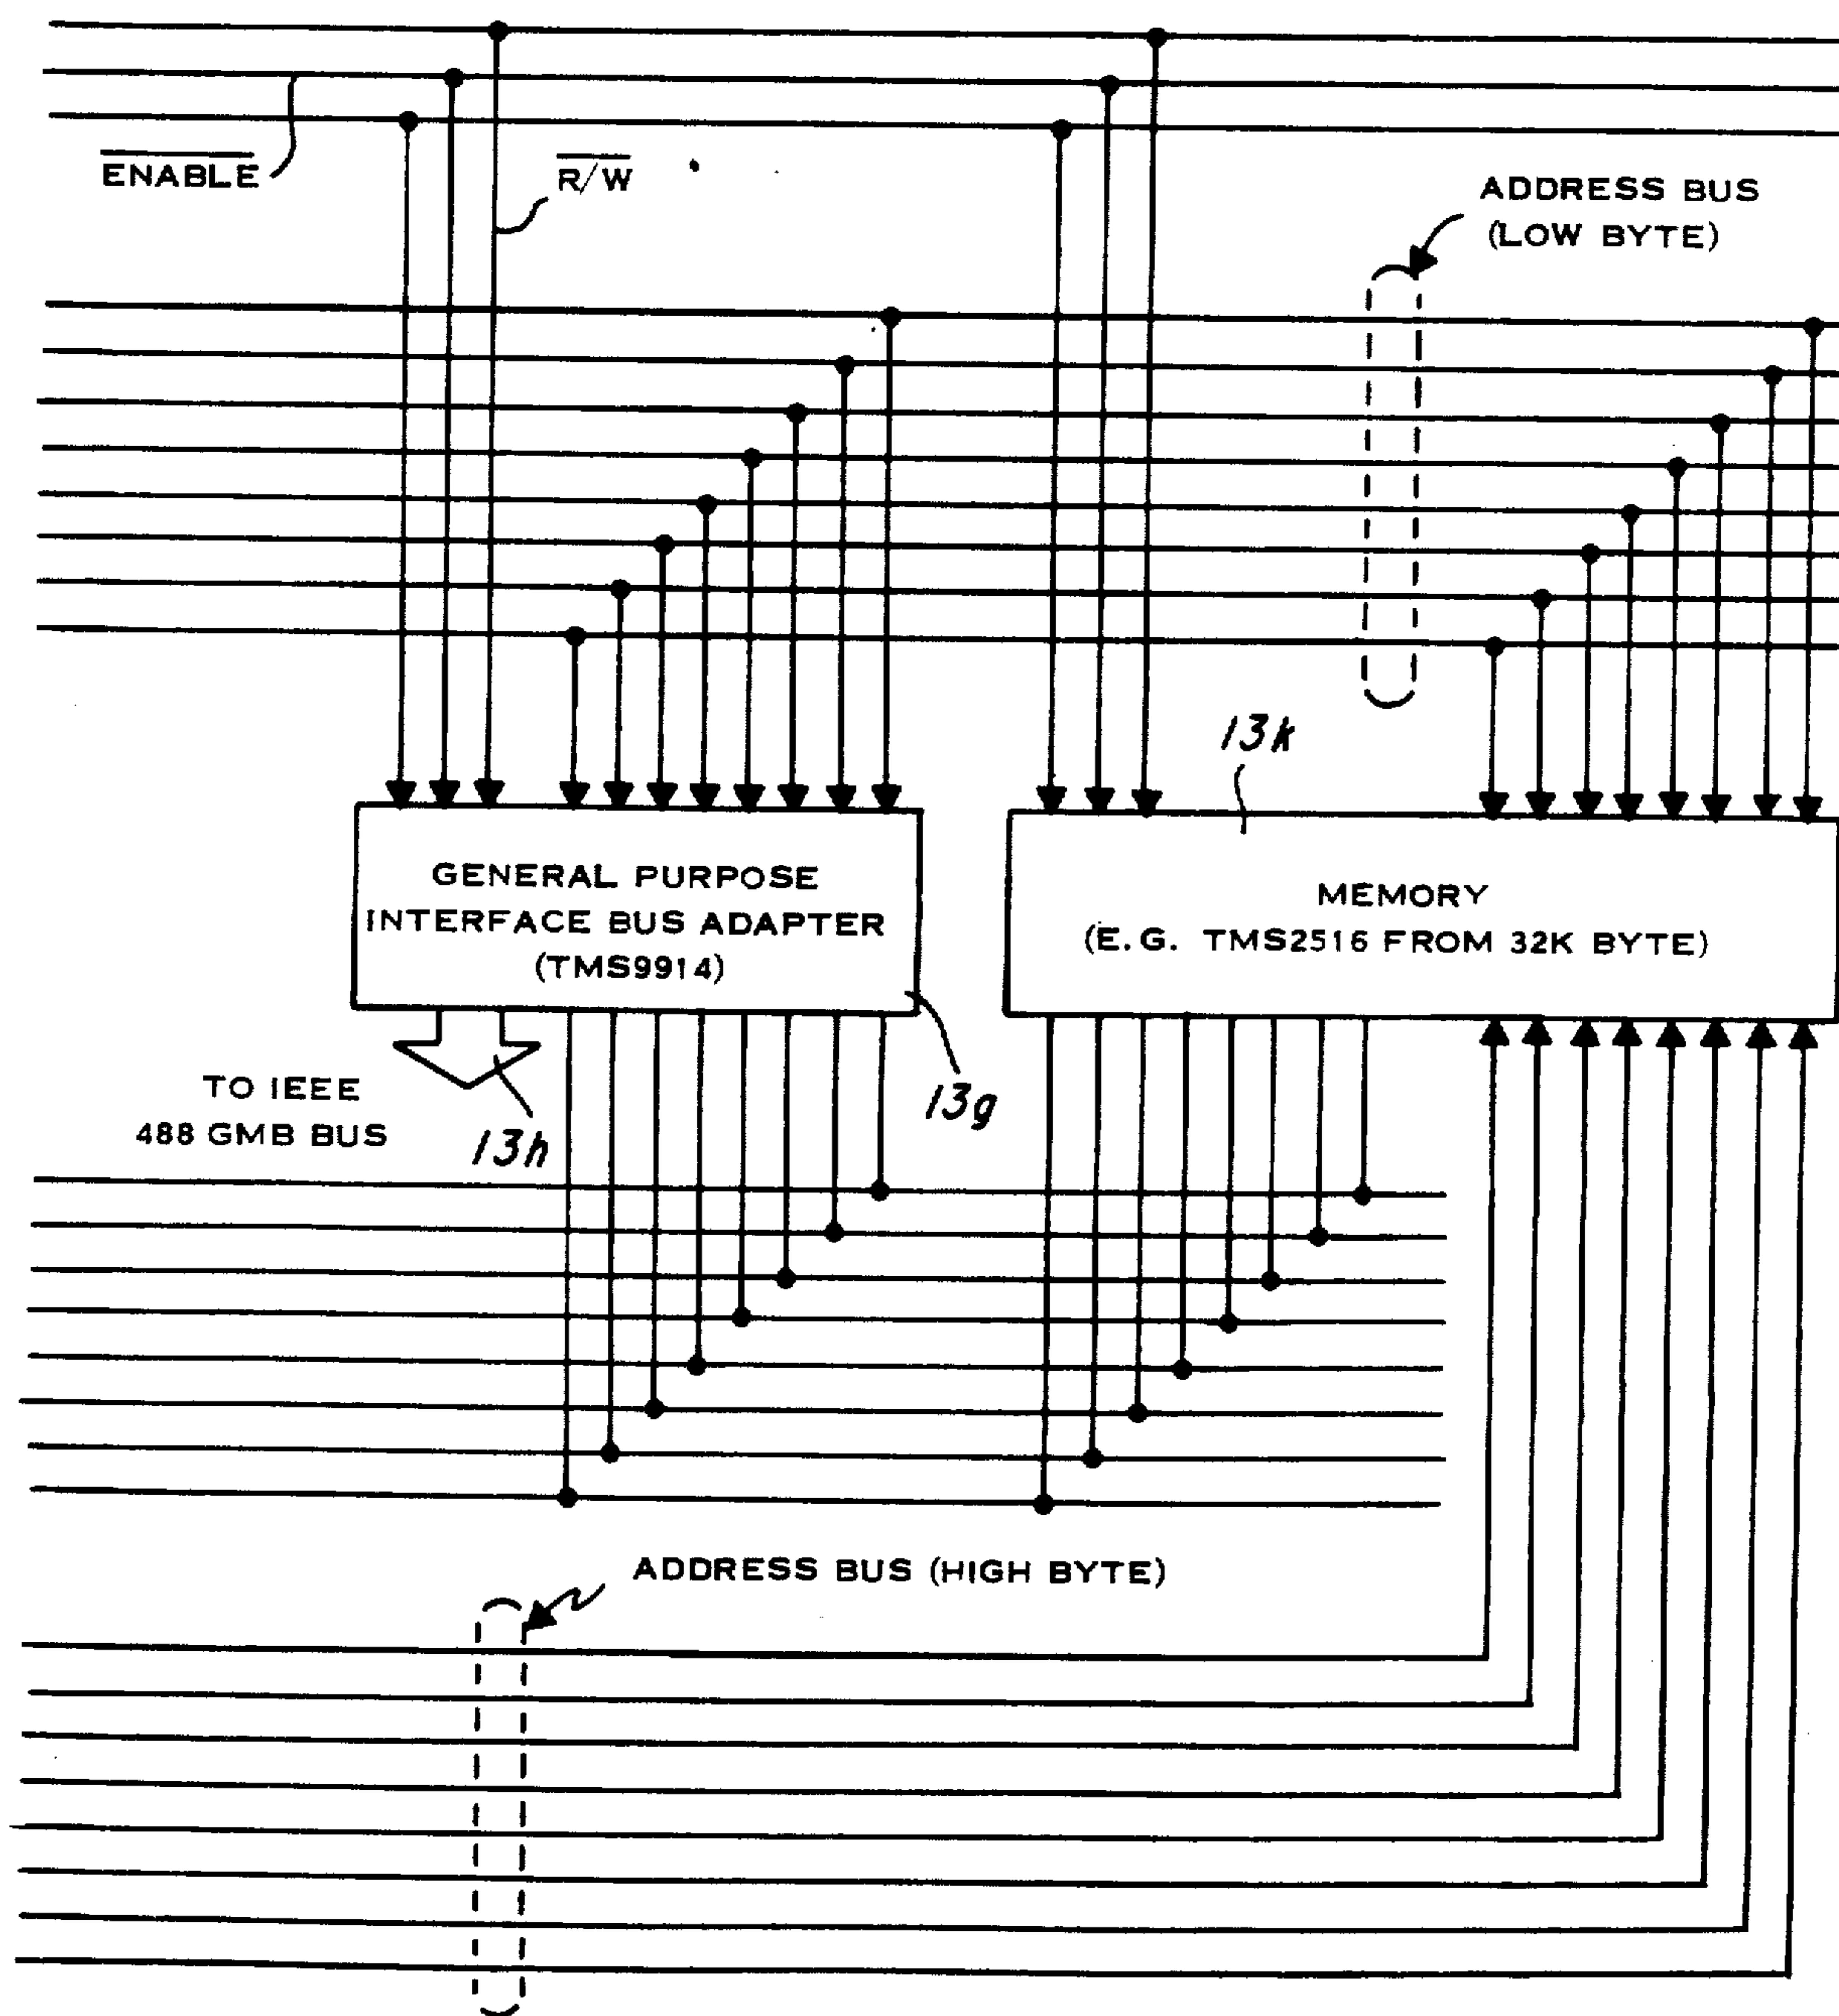 ENABLE
R/W
ADDRESS BUS
(LOW BYTE)
13k
GENERAL PURPOSE
INTERFACE BUS ADAPTER
(TMS9914)
MEMORY
(E.G. TMS2516 FROM 32K BYTE)
13g
TO IEEE
488 GMB BUS
13h
ADDRESS BUS (HIGH BYTE)